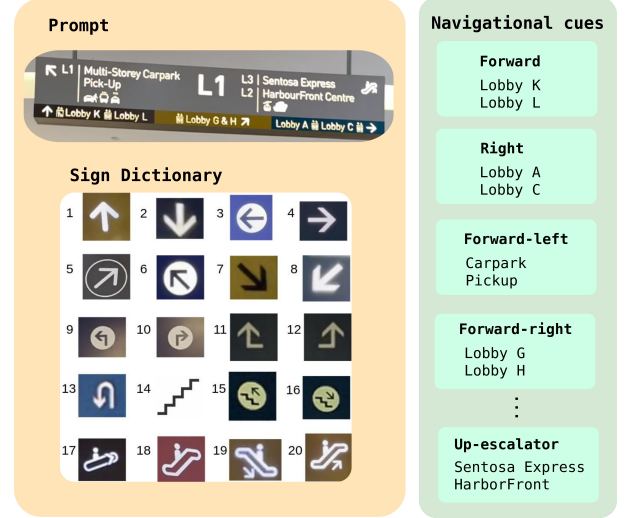 Prompt
L1 Multi-Storey Carpark
Pick-Up
L1
L3 Sentosa Express
L2 HarbourFront Centre
Lobby K Lobby L
Lobby G & H
Lobby A Lobby C
Sign Dictionary
1 2 3 4
5 6 7 8
9 10 11 12
13 14 15 16
17 18 19 20
Navigational cues
Forward
Lobby K
Lobby L
Right
Lobby A
Lobby C
Forward-left
Carpark
Pickup
Forward-right
Lobby G
Lobby H
Up-escalator
Sentosa Express
HarborFront